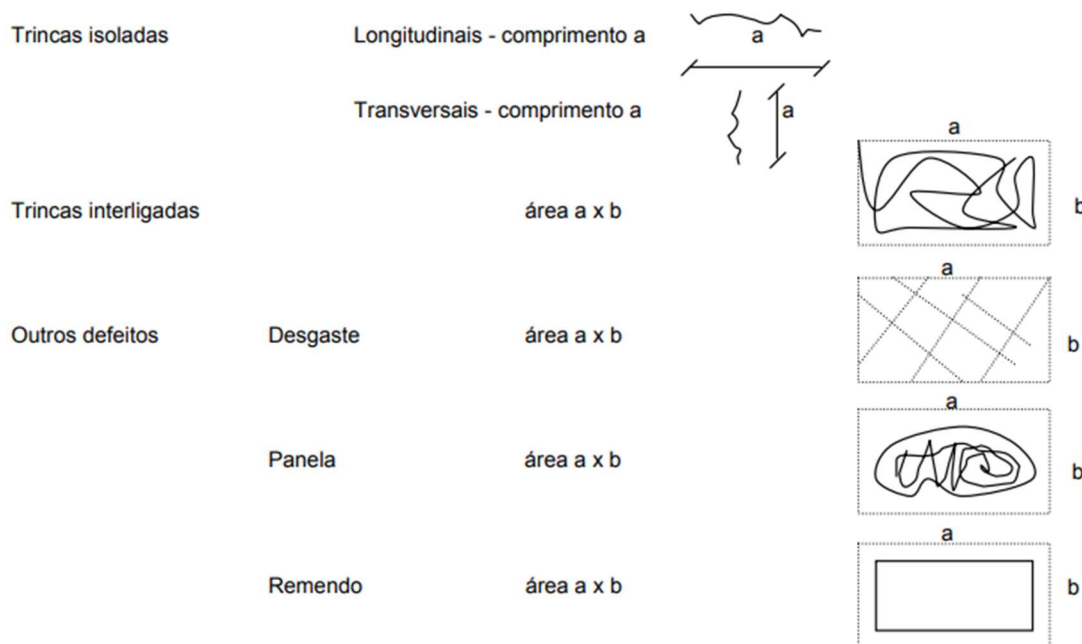 Trincas isoladas Longitudinais - comprimento a a
Transversais - comprimento a a
a
Trincas interligadas área a x b b
a
Outros defeitos Desgaste área a x b b
a
Panela área a x b b
a
Remendo área a x b b